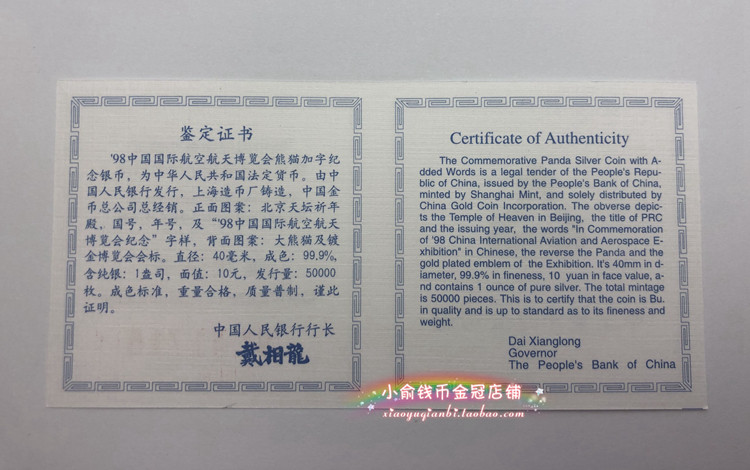 鉴定证书
'98中国国际航空航天博览会熊猫加字纪
念银币，为中华人民共和国法定货币。由中
国人民银行发行，上海造币厂铸造，中国金
币总公司总经销。正面图案：北京天坛祈年
殿，国号，年号，及“98中国国际航空航天
博览会纪念”字样，背面图案：大熊猫及镀
金博览会会标。直径：40毫米，成色：99.9%，
含纯银：1盎司，面值：10元，发行量：50000
枚。成色标准，重量合格，质量普制，谨此
证明。
中国人民银行行长
戴相龍
Certificate of Authenticity
The Commemorative Panda Silver Coin with A-
dded Words is a legal tender of the People's Repu-
blic of China, issued by the People's Bank of China,
minted by Shanghai Mint, and solely distributed by
China Gold Coin Incorporation. The obverse depic-
ts the Temple of Heaven in Beijing, the title of PRC
and the issuing year, the words "In Commemoration
of '98 China International Aviation and Aerospace E-
xhibition" in Chinese, the reverse the Panda and the
gold plated emblem of the Exhibition. It's 40mm in d-
iameter, 99.9% in fineness, 10 yuan in face value, a-
nd contains 1 ounce of pure silver. The total mintage
is 50000 pieces. This is to certify that the coin is Bu.
in quality and is up to standard as to its fineness and
weight.
Dai Xianglong
Governor
The People's Bank of China
小俞钱币金冠店铺
xiaoyuqianbi.taobao.com